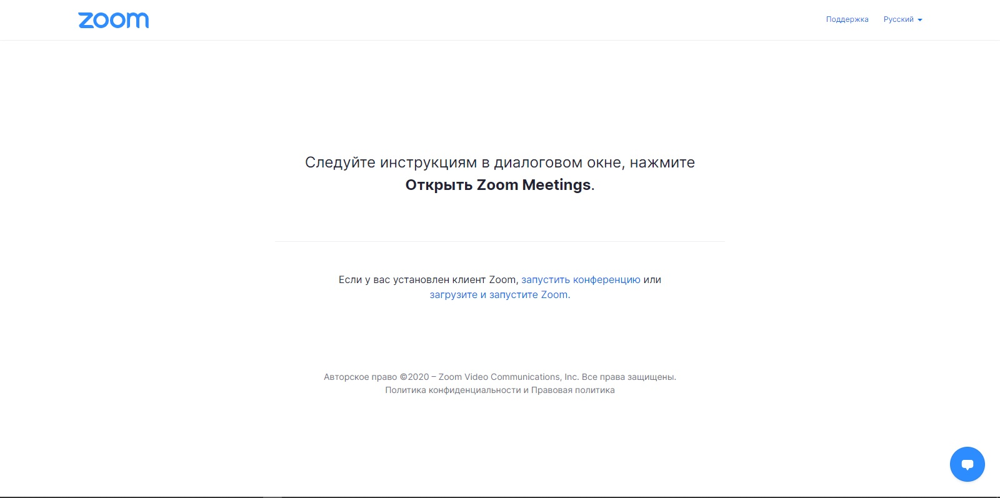 zoom
Поддержка Русский
Следуйте инструкциям в диалоговом окне, нажмите
Открыть Zoom Meetings.
Если у вас установлен клиент Zoom, запустить конференцию или
загрузите и запустите Zoom.
Авторское право ©2020 – Zoom Video Communications, Inc. Все права защищены.
Политика конфиденциальности и Правовая политика